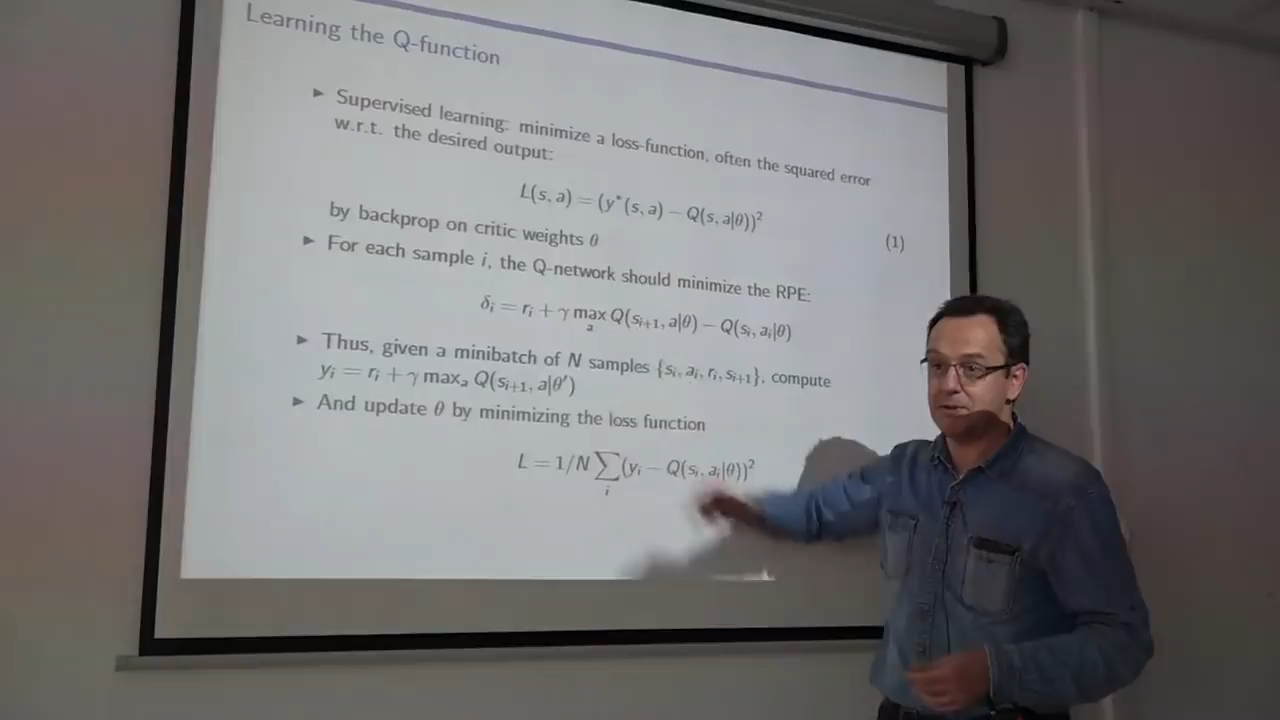 Learning the Q-function
▶ Supervised learning: minimize a loss-function, often the squared error
w.r.t. the desired output:
L(s, a) = (y*(s, a) − Q(s, a|θ))²
(1)
by backprop on critic weights θ
▶ For each sample i, the Q-network should minimize the RPE:
δᵢ = rᵢ + γ maxₐ Q(sᵢ₊₁, a|θ) − Q(sᵢ, aᵢ|θ)
▶ Thus, given a minibatch of N samples {sᵢ, aᵢ, rᵢ, sᵢ₊₁}, compute
yᵢ = rᵢ + γ maxₐ Q(sᵢ₊₁, a|θ′)
▶ And update θ by minimizing the loss function
L = 1/N ∑ᵢ (yᵢ − Q(sᵢ, aᵢ|θ))²